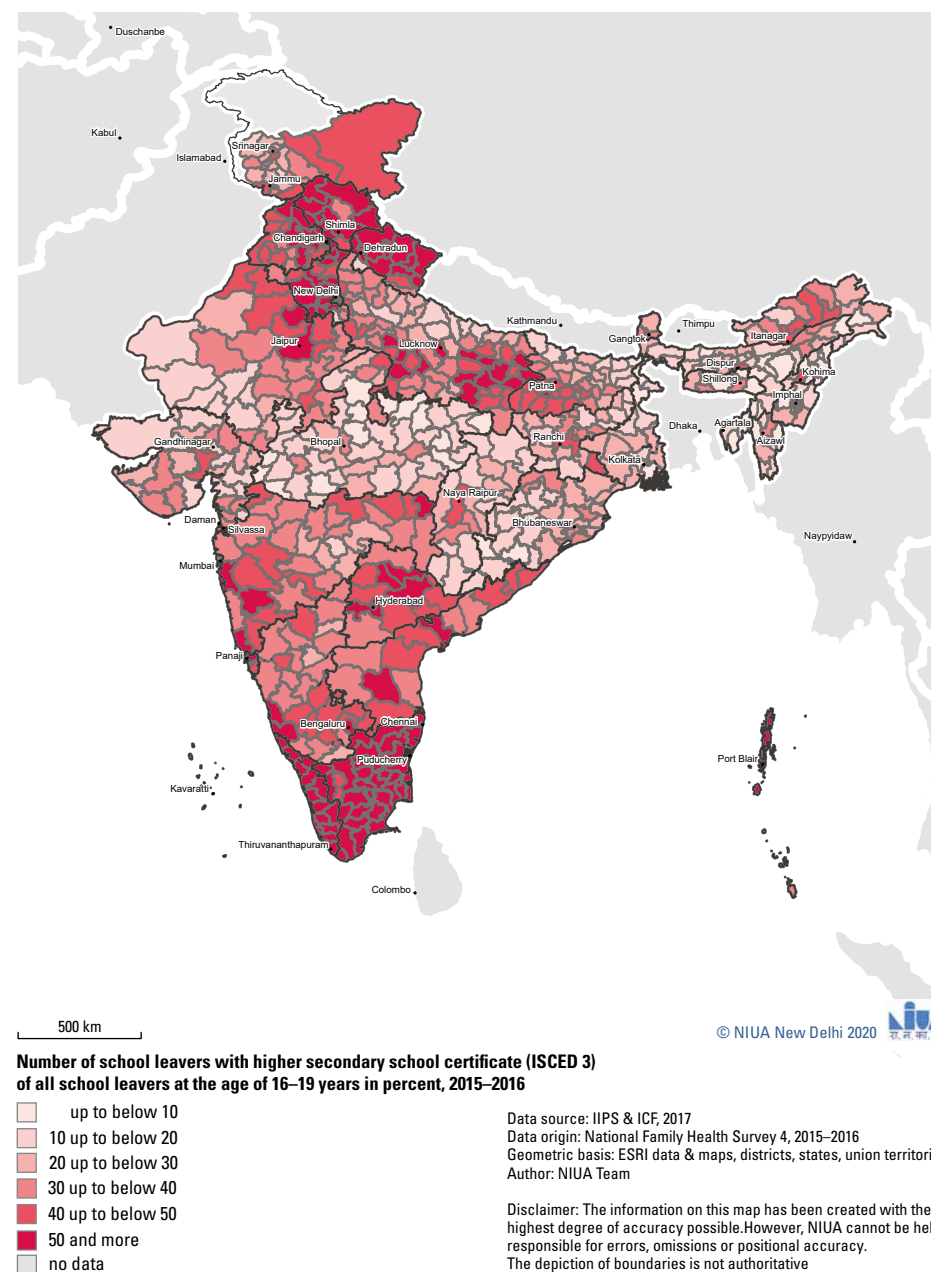 Duschanbe
Kabul
Srinagar
Islamabad
Jammu
Shimla
Chandigarh
Dehradun
New Delhi
Kathmandu
Thimpu
Gangtok
Itanagar
Jaipur
Lucknow
Dispur
Kohima
Shillong
Patna
Imphal
Dhaka
Agartala
Aizawl
Gandhinagar
Bhopal
Ranchi
Kolkata
Naya Raipur
Daman
Silvassa
Bhubaneswar
Naypyidaw
Mumbai
Hyderabad
Panaji
Bengaluru
Chennai
Puducherry
Port Blair
Kavaratti
Thiruvananthapuram
Colombo
500 km
© NIUA New Delhi 2020
Number of school leavers with higher secondary school certificate (ISCED 3)
of all school leavers at the age of 16–19 years in percent, 2015–2016
up to below 10
10 up to below 20
20 up to below 30
30 up to below 40
40 up to below 50
50 and more
no data
Data source: IIPS & ICF, 2017
Data origin: National Family Health Survey 4, 2015–2016
Geometric basis: ESRI data & maps, districts, states, union territori
Author: NIUA Team
Disclaimer: The information on this map has been created with the
highest degree of accuracy possible.However, NIUA cannot be hel
responsible for errors, omissions or positional accuracy.
The depiction of boundaries is not authoritative